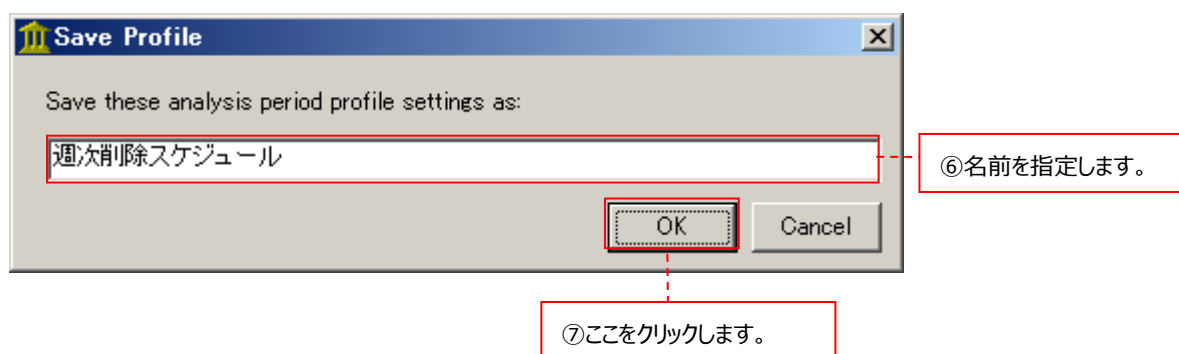 Save Profile
Save these analysis period profile settings as:
週次削除スケジュール
⑥名前を指定します。
OK
Cancel
⑦ここをクリックします。